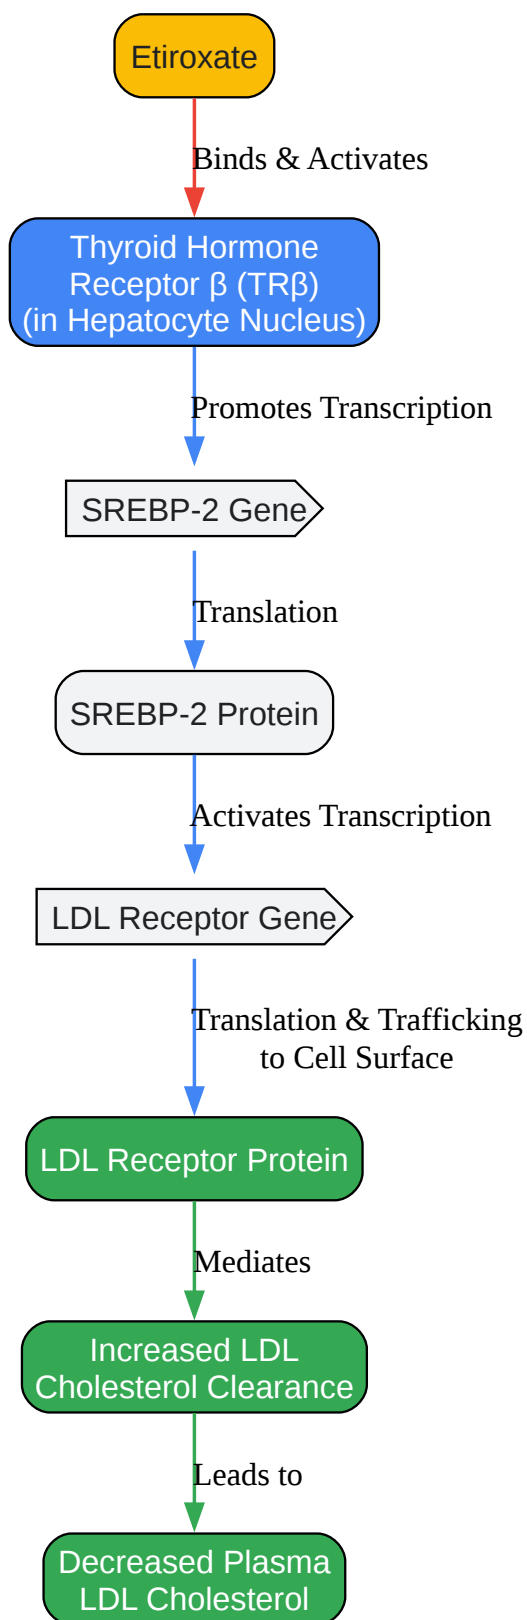 Etiroxate
Binds & Activates
Thyroid Hormone
Receptor β (TRβ)
(in Hepatocyte Nucleus)
Promotes Transcription
SREBP-2 Gene
Translation
SREBP-2 Protein
Activates Transcription
LDL Receptor Gene
Translation & Trafficking
to Cell Surface
LDL Receptor Protein
Mediates
Increased LDL
Cholesterol Clearance
Leads to
Decreased Plasma
LDL Cholesterol